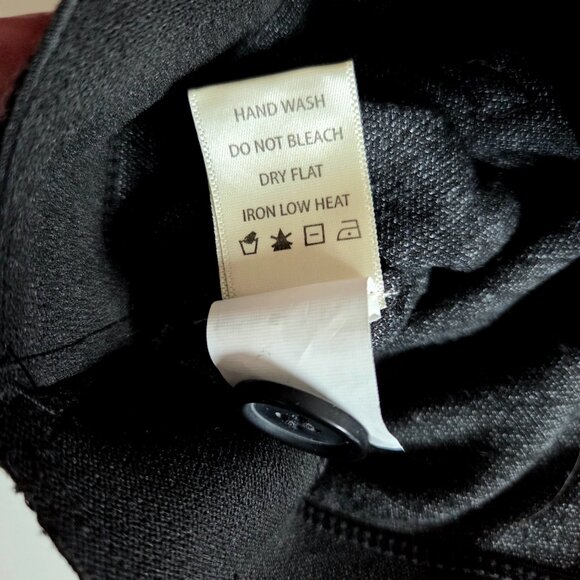 HAND WASH
DO NOT BLEACH
DRY FLAT
IRON LOW HEAT